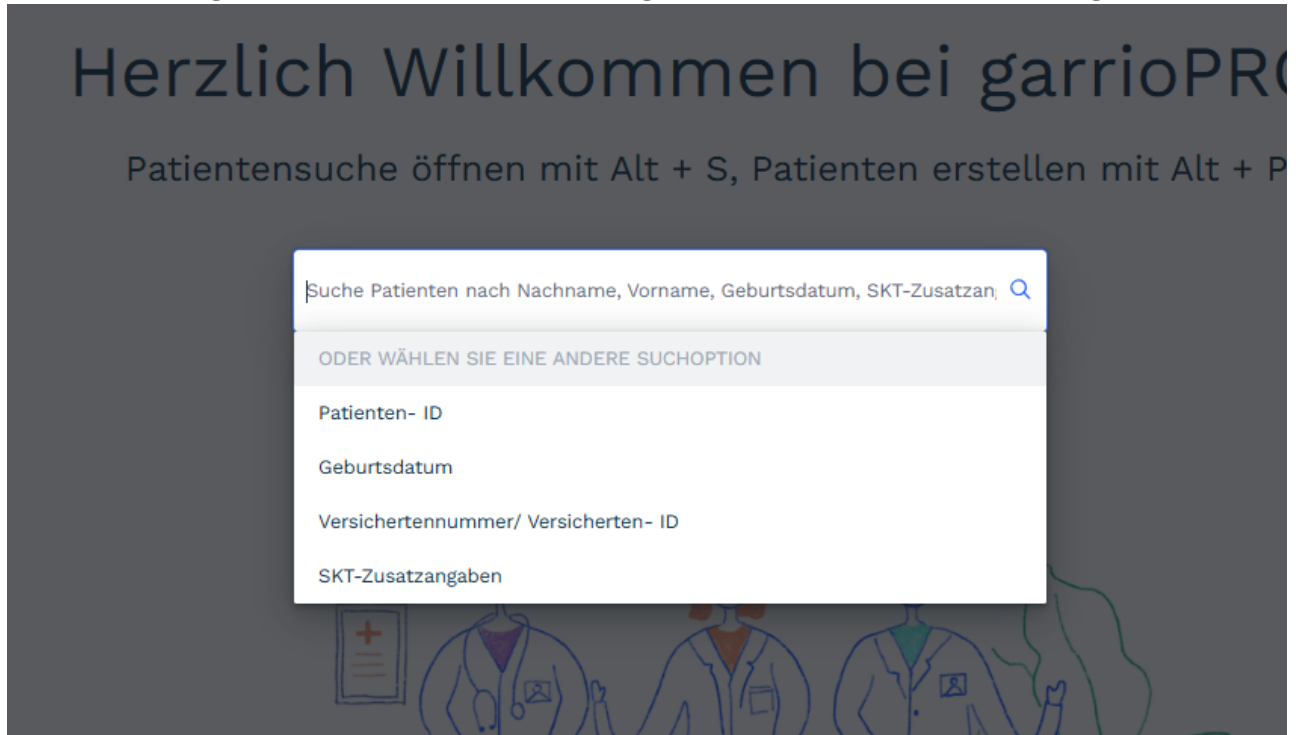 Herzlich Willkommen bei garrioPR
Patientensuche öffnen mit Alt + S, Patienten erstellen mit Alt + P
Suche Patienten nach Nachname, Vorname, Geburtsdatum, SKT-Zusatzan
ODER WÄHLEN SIE EINE ANDERE SUCHOPTION
Patienten- ID
Geburtsdatum
Versichertennummer/ Versicherten- ID
SKT-Zusatzangaben